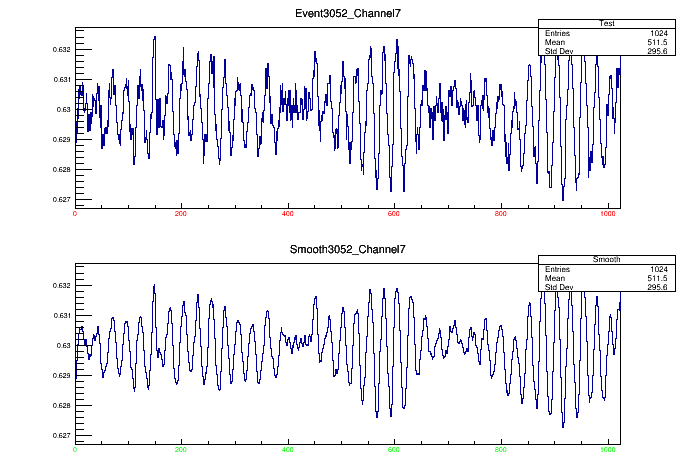 Event3052_Channel7
Test
Entries 1024
Mean 511.5
Std Dev 295.6
0.632
0.631
0.63
0.629
0.628
0.627
0 200 400 600 800 1000
Smooth3052_Channel7
Smooth
Entries 1024
Mean 511.5
Std Dev 295.6
0.632
0.631
0.63
0.629
0.628
0.627
0 200 400 600 800 1000